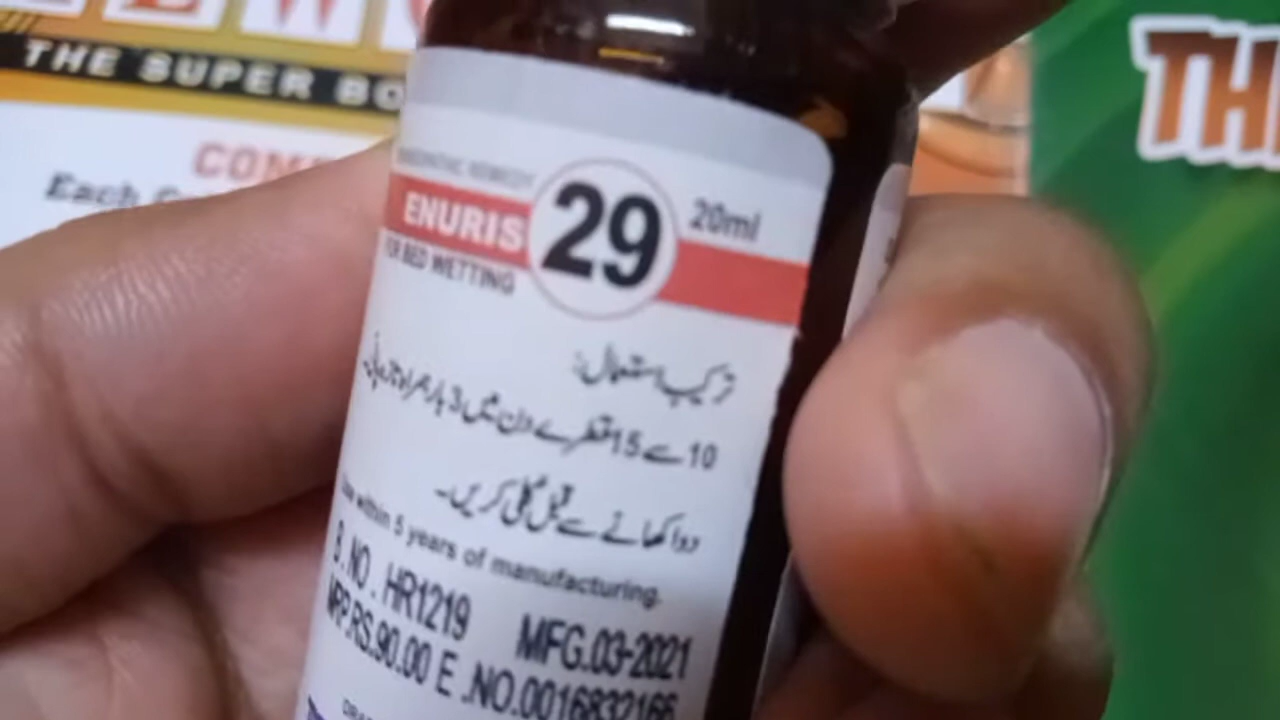 THE SUPER BO
COM
Each
TH
HOMOEOPATHIC REMEDY
ENURIS 29 20ml
FOR BED WETTING
ترکیب استعمال:
10 سے 15 قطرے دن میں 3 بار ہمراہ تازہ پانی
دوا کھانے سے قبل کلی کریں۔
Use within 5 years of manufacturing.
B.NO . HR1219 MFG.03-2021
MRP.RS.90.00 E .NO.0016832166